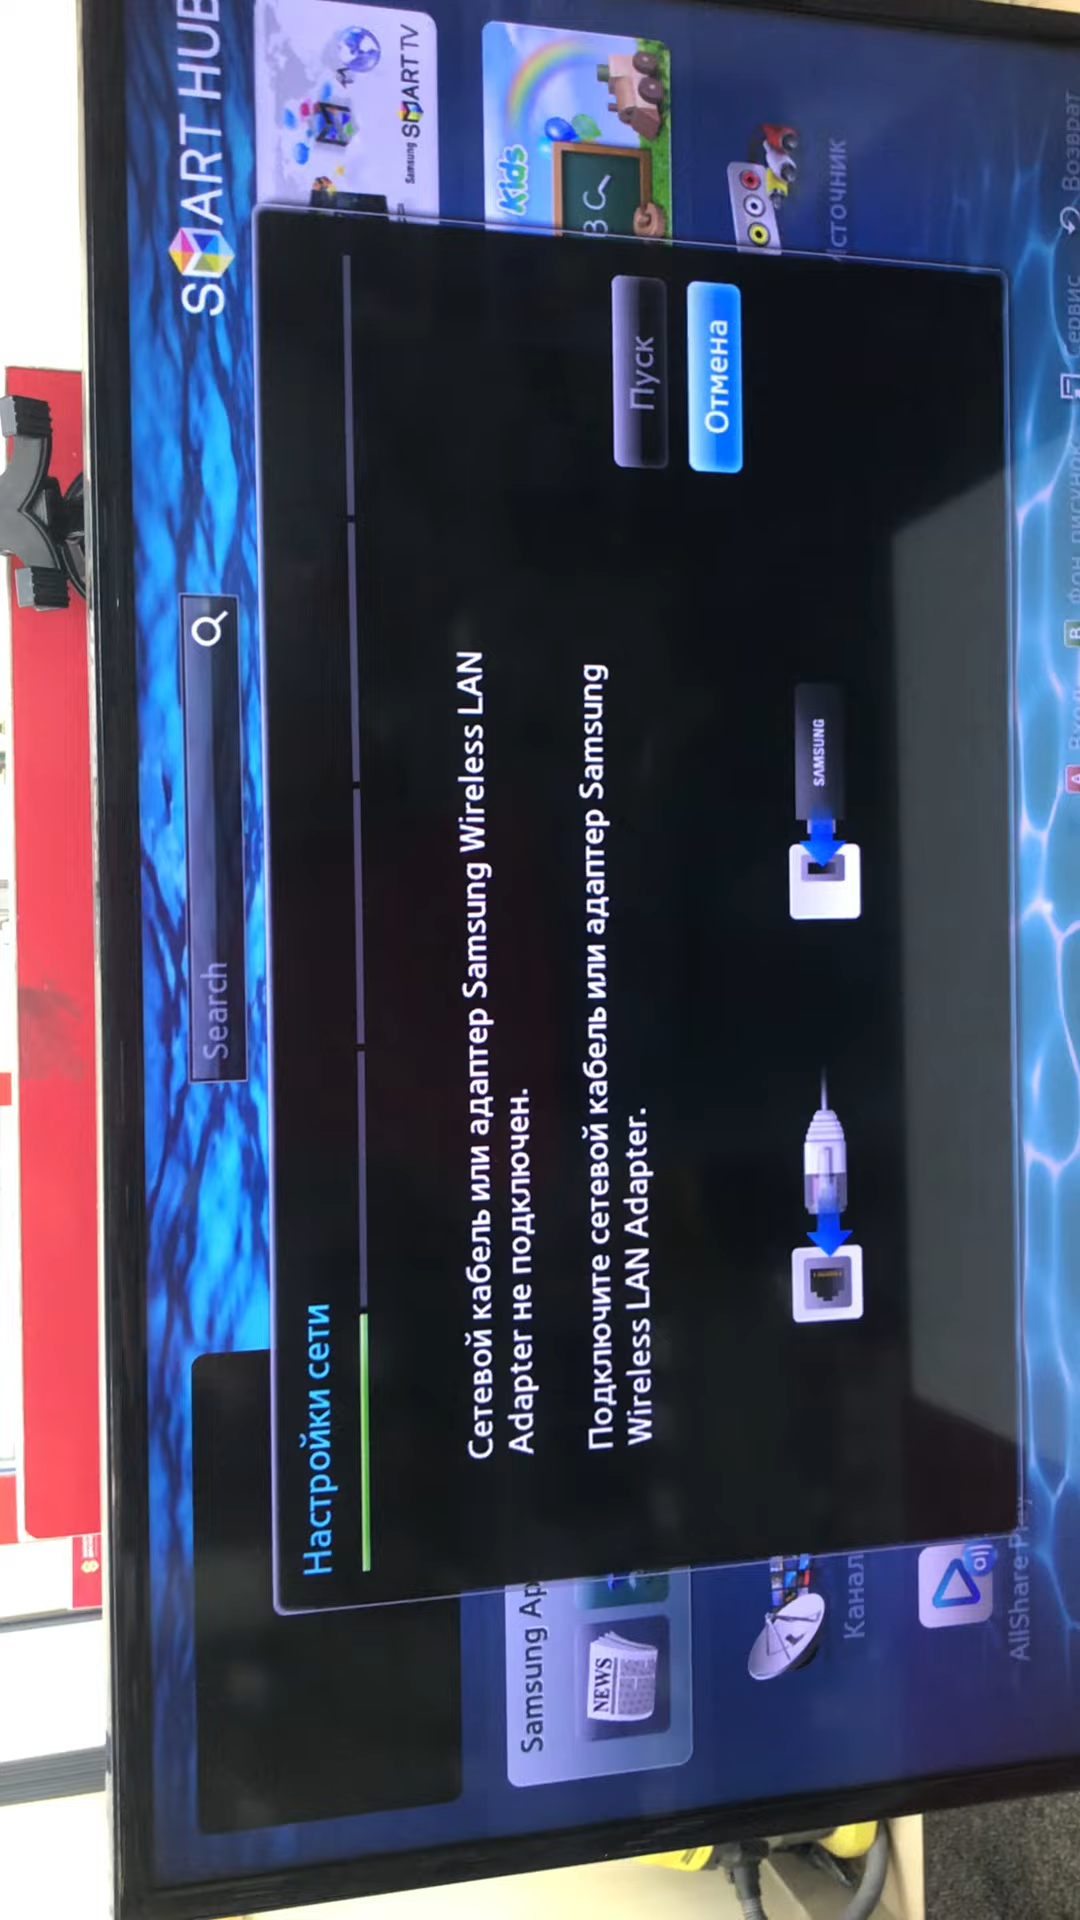 SMART HUB
Search
Samsung SMART TV
Настройки сети
Сетевой кабель или адаптер Samsung Wireless LAN
Adapter не подключен.
Подключите сетевой кабель или адаптер Samsung
Wireless LAN Adapter.
Пуск
Отмена
SAMSUNG
Samsung Ap
NEWS
Kids
Канал
Источник
AllShare Play
Вход
B Фон. рисунок
Сервис
Возврат